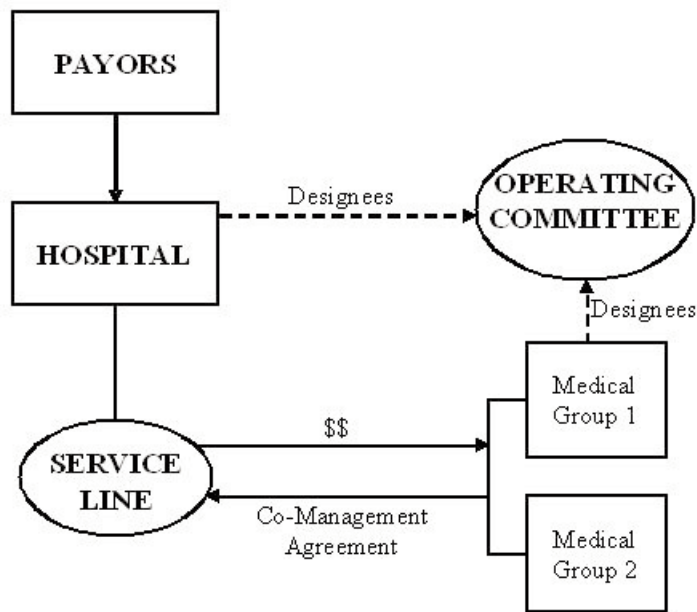 PAYORS
OPERATING
COMMITTEE
Designees
HOSPITAL
Designees
Medical
Group 1
$$
SERVICE
LINE
Co-Management
Agreement
Medical
Group 2